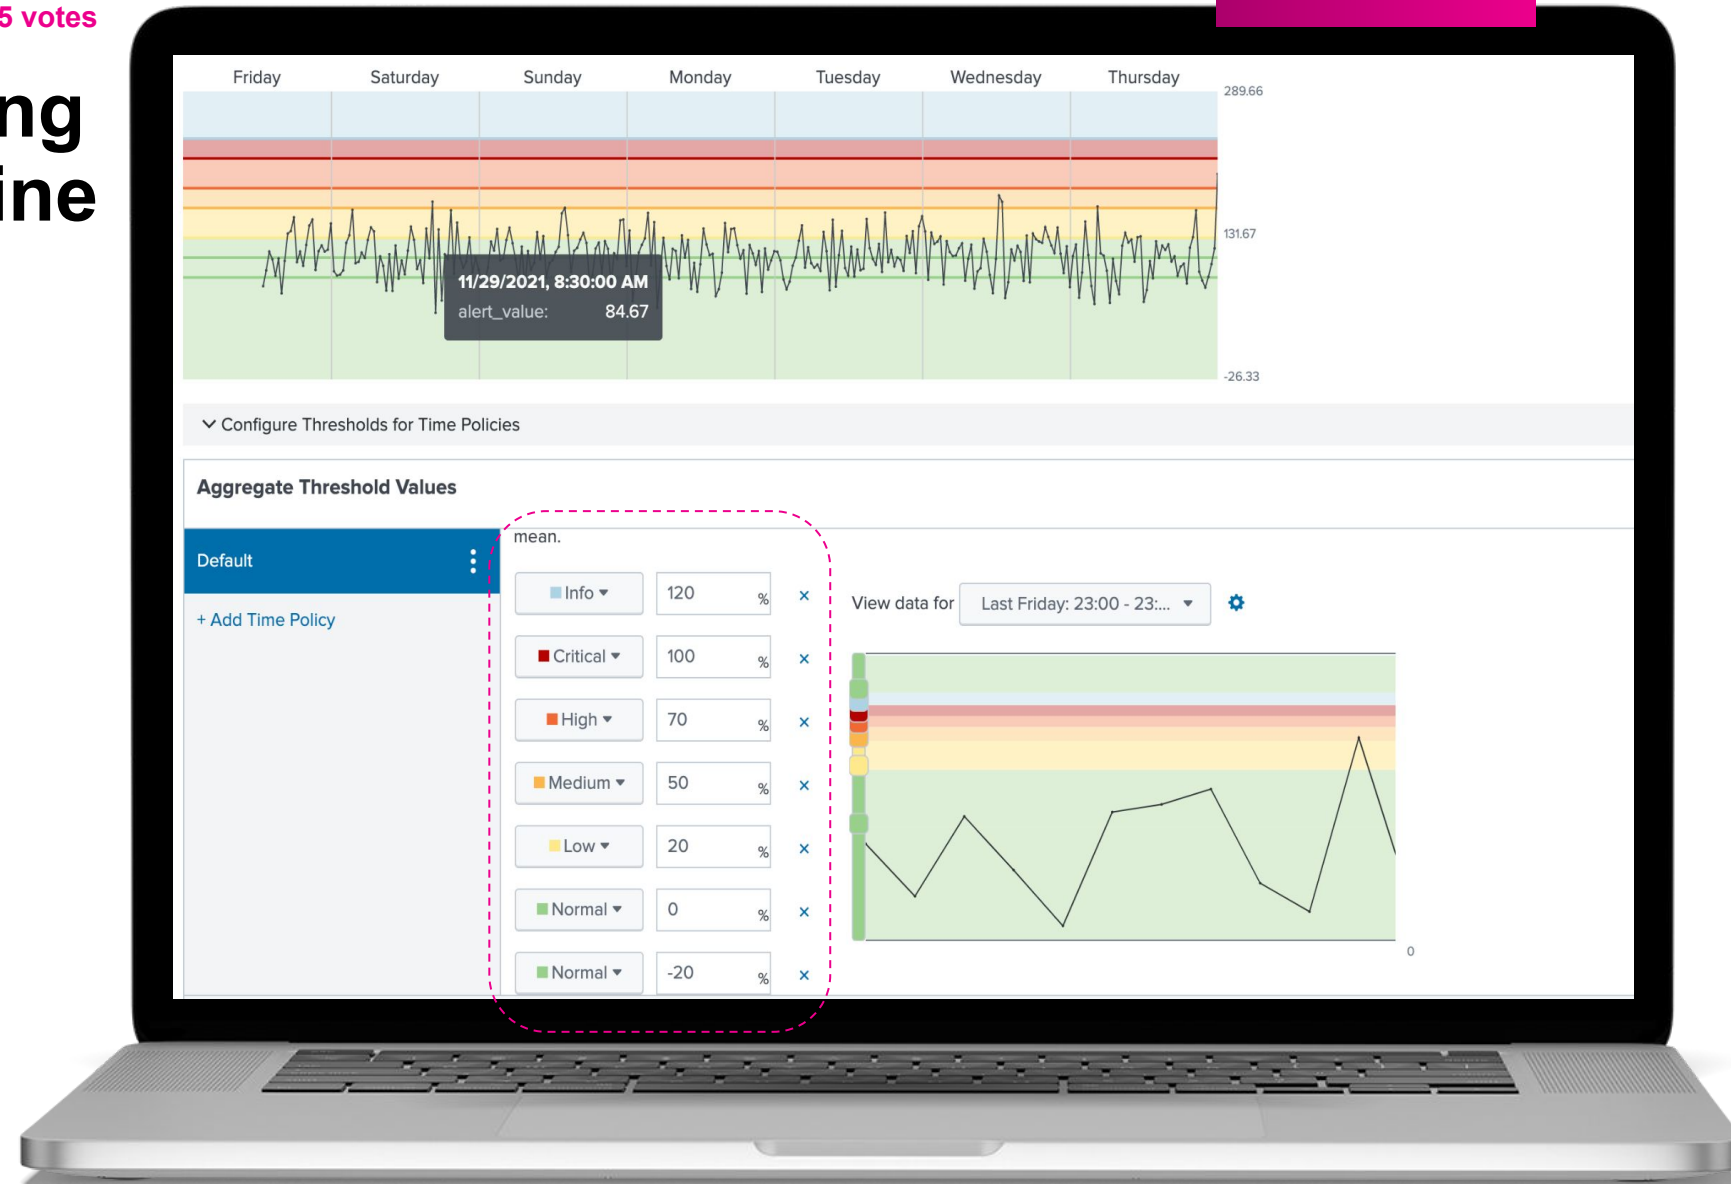 5 votes
ng
ine
Friday Saturday Sunday Monday Tuesday Wednesday Thursday
289.66
131.67
11/29/2021, 8:30:00 AM
alert_value: 84.67
-26.33
Configure Thresholds for Time Policies
Aggregate Threshold Values
Default
+ Add Time Policy
mean.
Info 120 %
Critical 100 %
High 70 %
Medium 50 %
Low 20 %
Normal 0 %
Normal -20 %
View data for Last Friday: 23:00 - 23:...
0